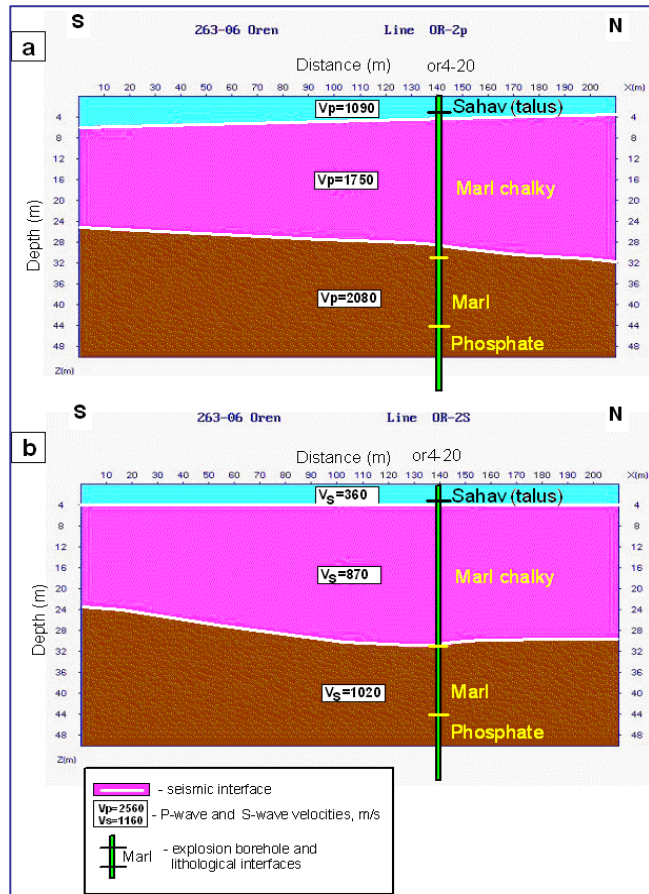 S
263-06 Oren Line OR-2p
N
a
Distance (m) or4-20
10 20 30 40 50 60 70 80 90 100 110 120 130 140 150 160 170 180 190 200 X(m)
Vp=1090
Sahav (talus)
4
8
12
16
20
24
28
32
36
40
44
48
Z(m)
Depth (m)
Vp=1750
Marl chalky
Vp=2080
Marl
Phosphate
S
263-06 Oren Line OR-2S
N
b
Distance (m) or4-20
10 20 30 40 50 60 70 80 90 100 110 120 130 140 150 160 170 180 190 200 X(m)
Vs=360
Sahav (talus)
4
8
12
16
20
24
28
32
36
40
44
48
Z(m)
Depth (m)
Vs=870
Marl chalky
Vs=1020
Marl
Phosphate
- seismic interface
Vp=2560
Vs=1160
- P-wave and S-wave velocities, m/s
Marl
- explosion borehole and
lithological interfaces